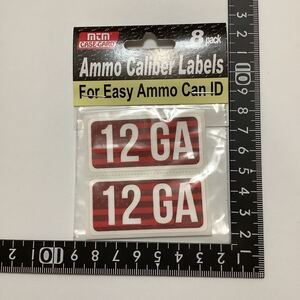 mtm
CASE-GARD
8 pack
Ammo Caliber Labels
For Easy Ammo Can ID
12 GA
12 GA